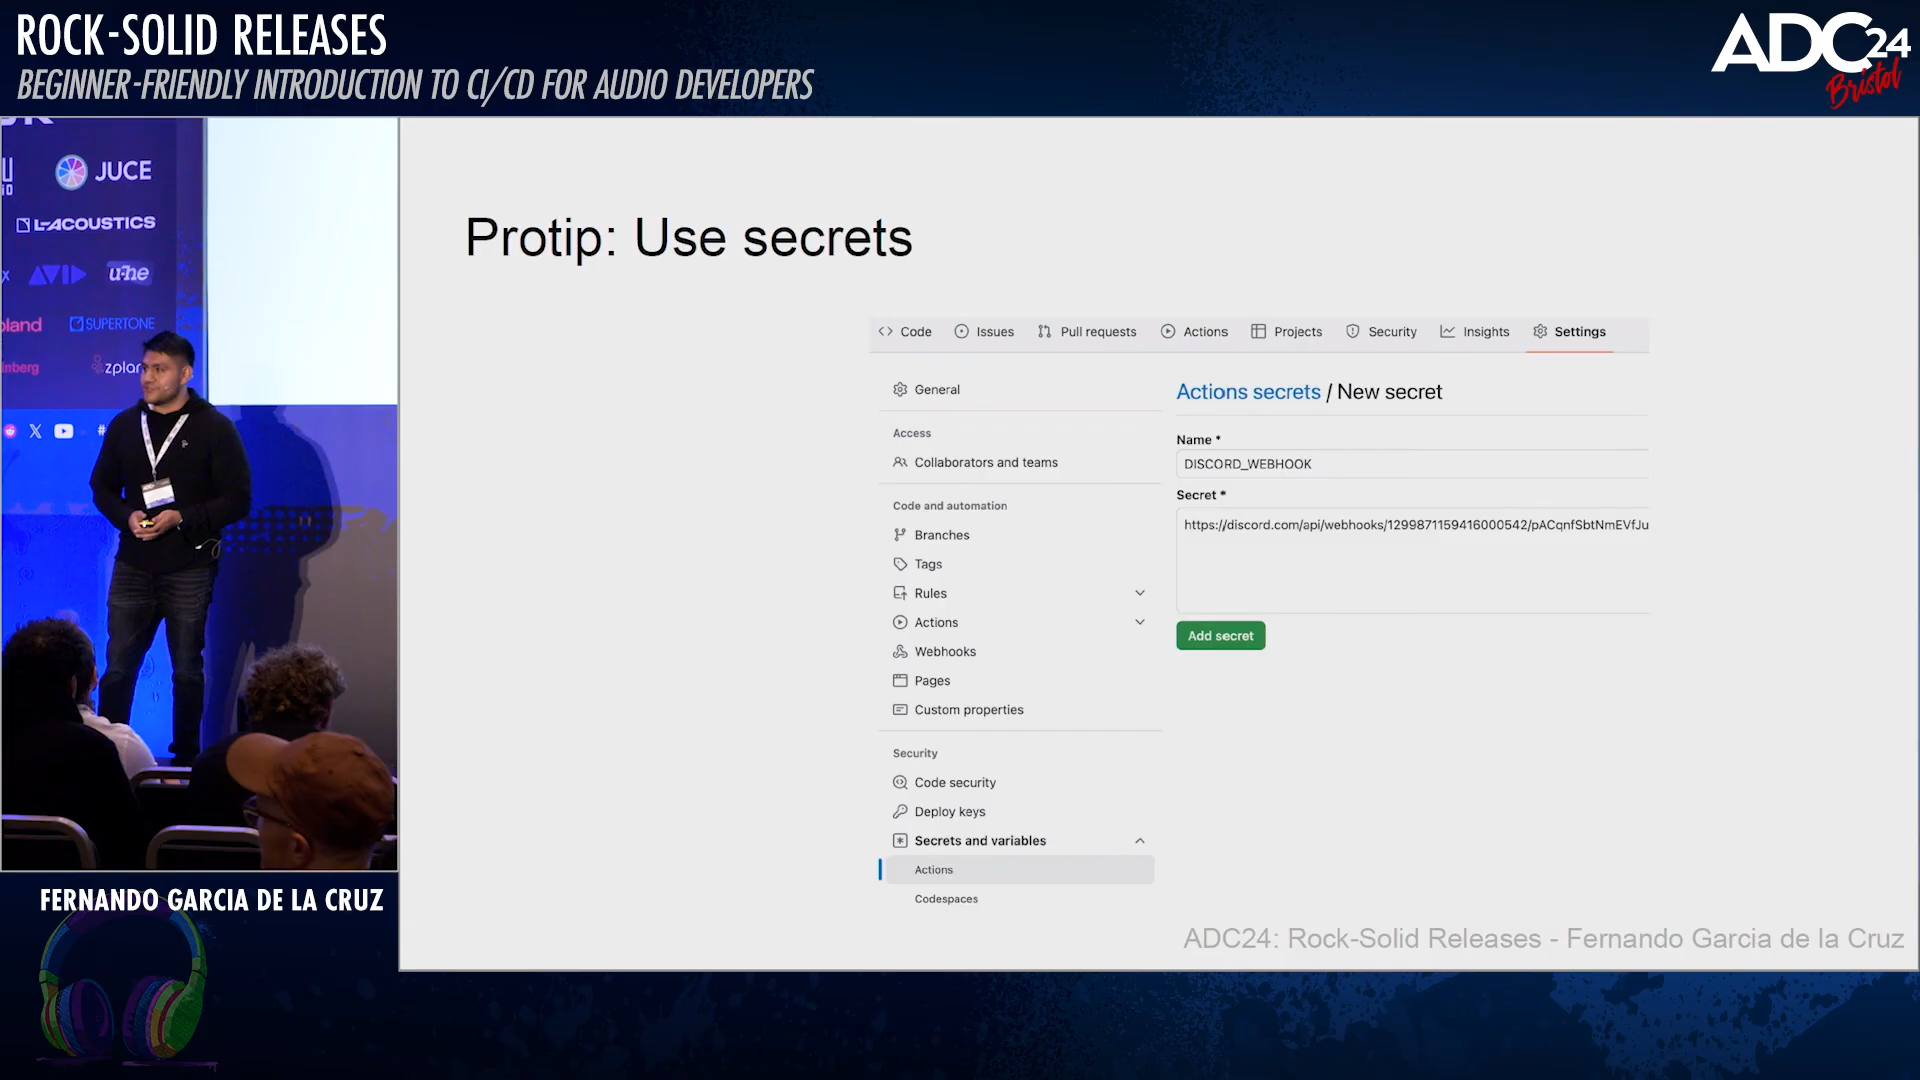 ROCK-SOLID RELEASES
BEGINNER-FRIENDLY INTRODUCTION TO CI/CD FOR AUDIO DEVELOPERS
ADC24
Bristol
JUCE
L-ACOUSTICS
AVID
u-he
SUPERTONE
Protip: Use secrets
Code Issues Pull requests Actions Projects Security Insights Settings
General
Access
Collaborators and teams
Code and automation
Branches
Tags
Rules
Actions
Webhooks
Pages
Custom properties
Security
Code security
Deploy keys
Secrets and variables
Actions
Codespaces
Actions secrets / New secret
Name *
DISCORD_WEBHOOK
Secret *
https://discord.com/api/webhooks/1299871159416000542/pACqnfSbtNmEVfJu
Add secret
ADC24: Rock-Solid Releases - Fernando Garcia de la Cruz
FERNANDO GARCIA DE LA CRUZ